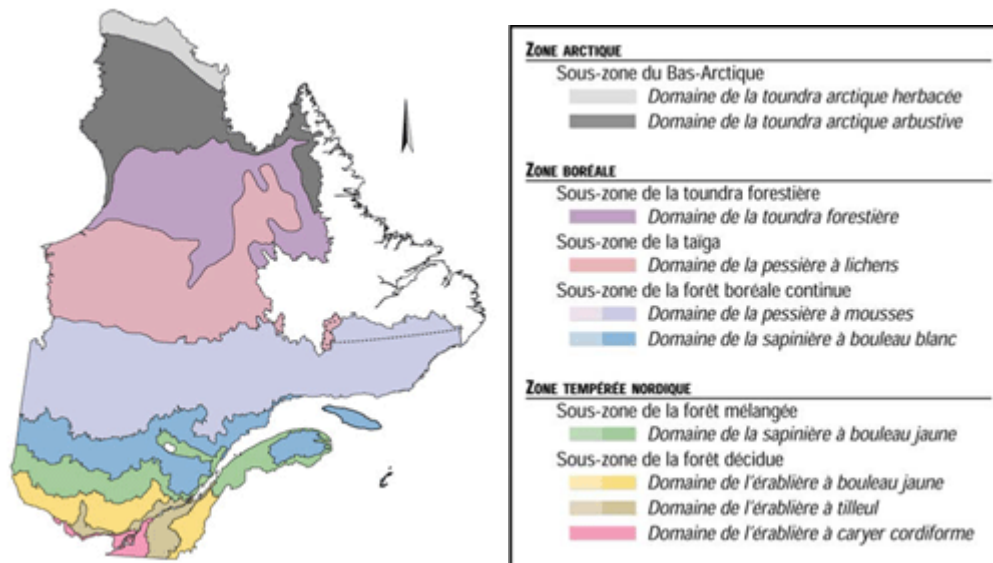 ZONE ARCTIQUE
Sous-zone du Bas-Arctique
Domaine de la toundra arctique herbacée
Domaine de la toundra arctique arbustive
ZONE BORÉALE
Sous-zone de la toundra forestière
Domaine de la toundra forestière
Sous-zone de la taïga
Domaine de la pessière à lichens
Sous-zone de la forêt boréale continue
Domaine de la pessière à mousses
Domaine de la sapinière à bouleau blanc
ZONE TEMPÉRÉE NORDIQUE
Sous-zone de la forêt mélangée
Domaine de la sapinière à bouleau jaune
Sous-zone de la forêt décidue
Domaine de l'érablière à bouleau jaune
Domaine de l'érablière à tilleul
Domaine de l'érablière à caryer cordiforme